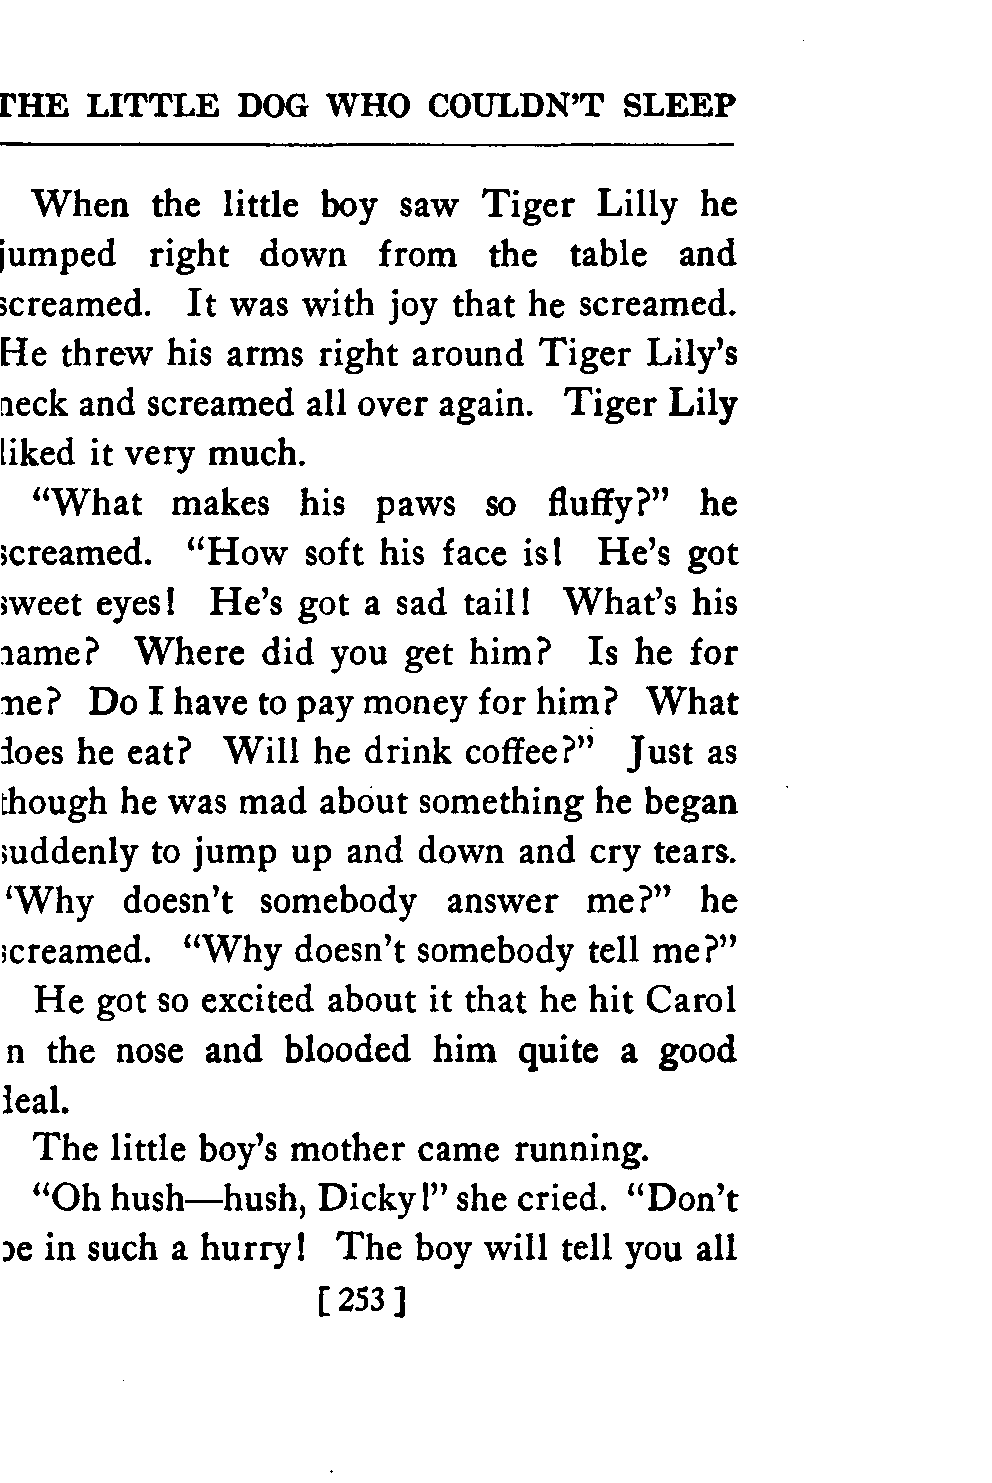 THE LITTLE DOG WHO COULDN'T SLEEP
When the little boy saw Tiger Lilly he
jumped right down from the table and
screamed. It was with joy that he screamed.
He threw his arms right around Tiger Lily's
neck and screamed all over again. Tiger Lily
liked it very much.
"What makes his paws so fluffy?" he
screamed. "How soft his face is! He's got
sweet eyes! He's got a sad tail! What's his
name? Where did you get him? Is he for
me? Do I have to pay money for him? What
does he eat? Will he drink coffee?" Just as
though he was mad about something he began
suddenly to jump up and down and cry tears.
'Why doesn't somebody answer me?" he
screamed. "Why doesn't somebody tell me?"
He got so excited about it that he hit Carol
n the nose and blooded him quite a good
deal.
The little boy's mother came running.
"Oh hush—hush, Dicky!" she cried. "Don't
be in such a hurry! The boy will tell you all
[ 253 ]